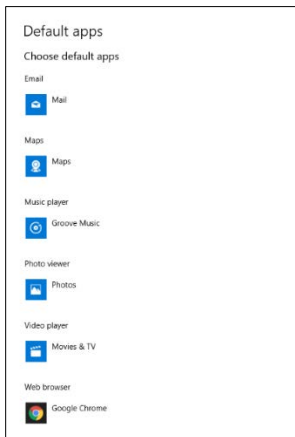 Default apps
Choose default apps
Email
Mail
Maps
Maps
Music player
Groove Music
Photo viewer
Photos
Video player
Movies & TV
Web browser
Google Chrome